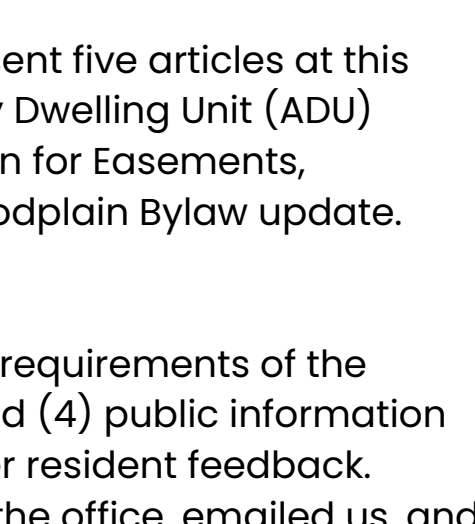 ent five articles at this
Dwelling Unit (ADU)
n for Easements,
odplain Bylaw update.
requirements of the
d (4) public information
r resident feedback.
the office, emailed us, and